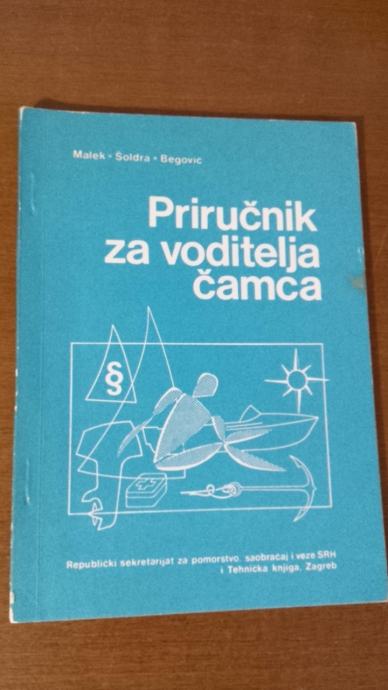 Malek • Šoldra • Begović
Priručnik
za voditelja
čamca
§
Republički sekretarijat za pomorstvo, saobraćaj i veze SRH
i Tehnička knjiga, Zagreb